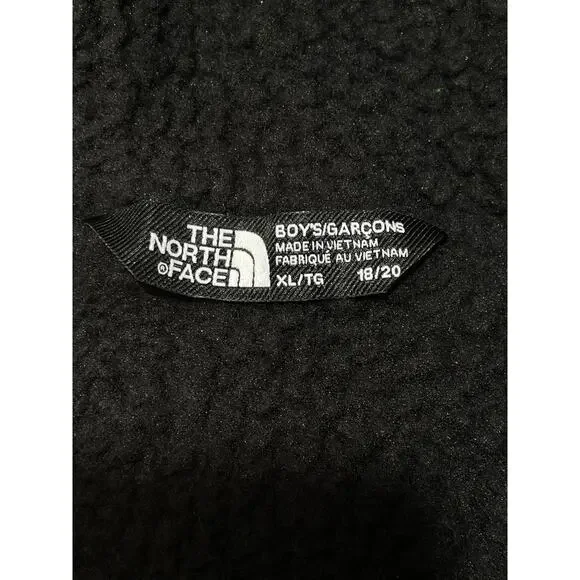 THE
NORTH
®FACE
BOY'S/GARÇONS
MADE IN VIETNAM
FABRIQUÉ AU VIETNAM
XL/TG 18/20